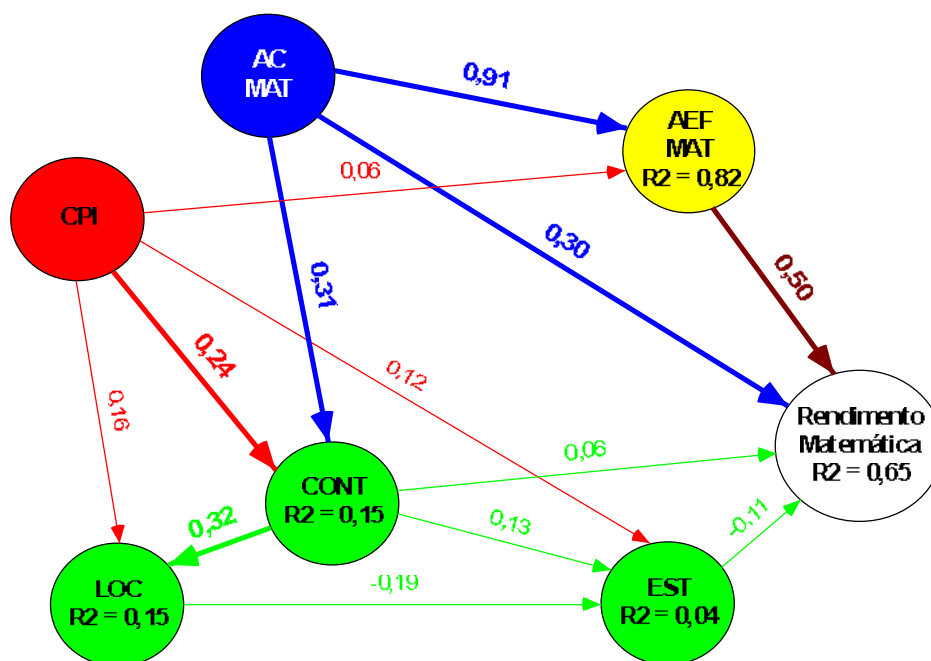 AC
MAT
0,91
AEF
MAT
R2 = 0,82
0,06
CPI
0,30
0,50
0,31
0,24
0,12
0,16
Rendimento
Matemática
R2 = 0,65
0,06
CONT
R2 = 0,15
0,32
0,13
-0,11
LOC
R2 = 0,15
-0,19
EST
R2 = 0,04